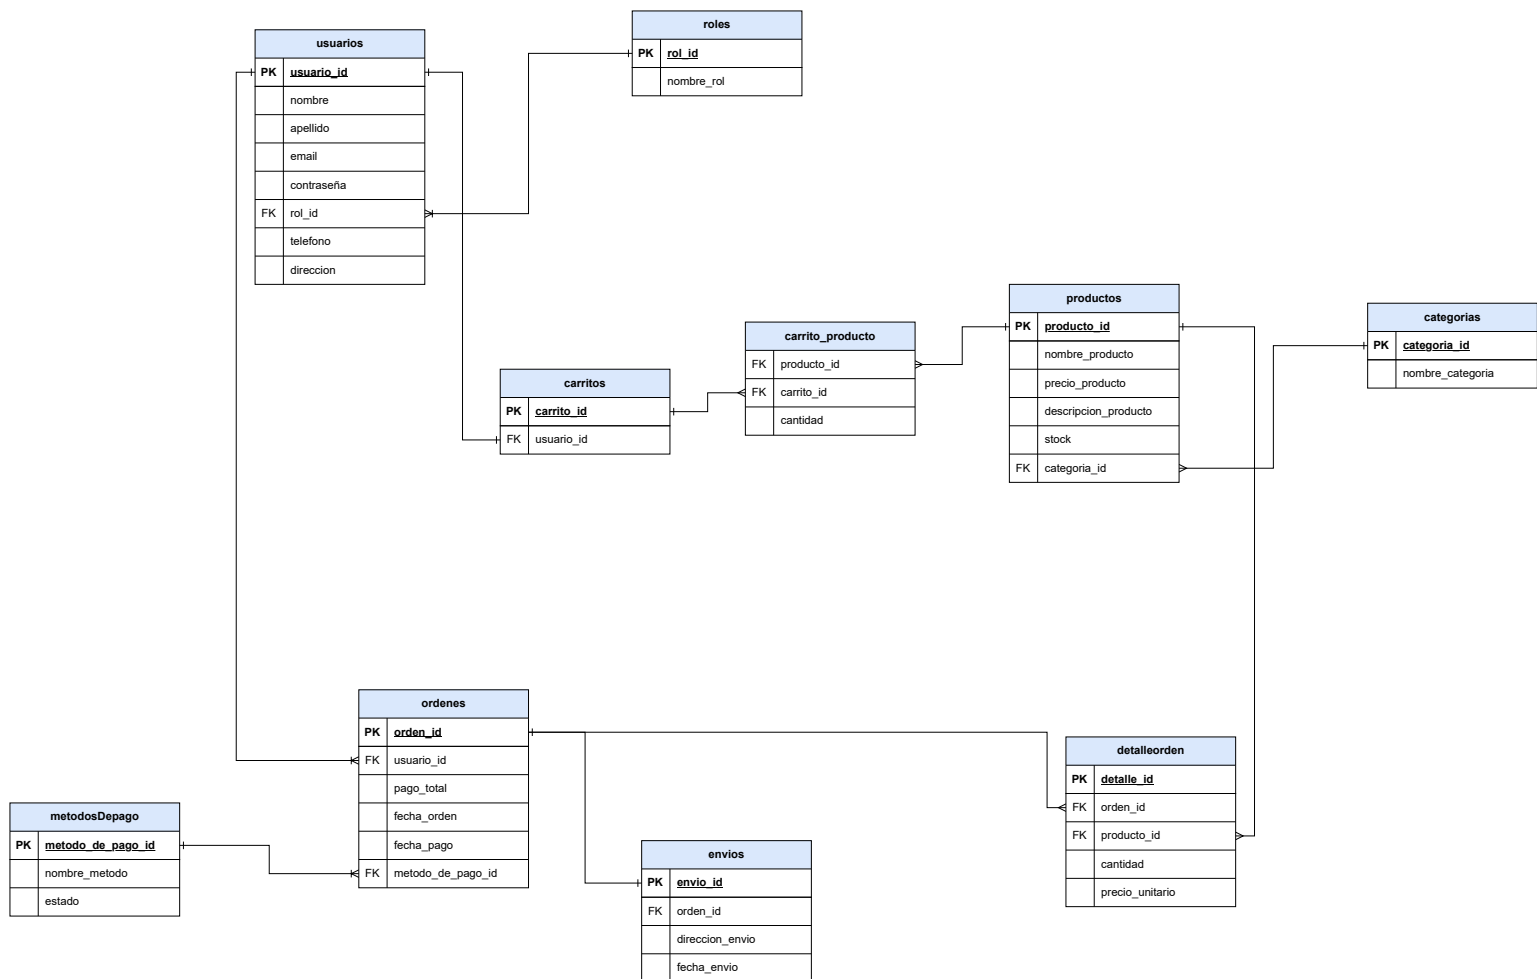 roles
PK rol_id
nombre_rol
usuarios
PK usuario_id
nombre
apellido
email
contraseña
FK rol_id
telefono
direccion
productos
PK producto_id
nombre_producto
precio_producto
descripcion_producto
stock
FK categoria_id
categorias
PK categoria_id
nombre_categoria
carrito_producto
FK producto_id
FK carrito_id
cantidad
carritos
PK carrito_id
FK usuario_id
ordenes
PK orden_id
FK usuario_id
pago_total
fecha_orden
fecha_pago
FK metodo_de_pago_id
detalleorden
PK detalle_id
FK orden_id
FK producto_id
cantidad
precio_unitario
metodosDepago
PK metodo_de_pago_id
nombre_metodo
estado
envios
PK envio_id
FK orden_id
direccion_envio
fecha_envio